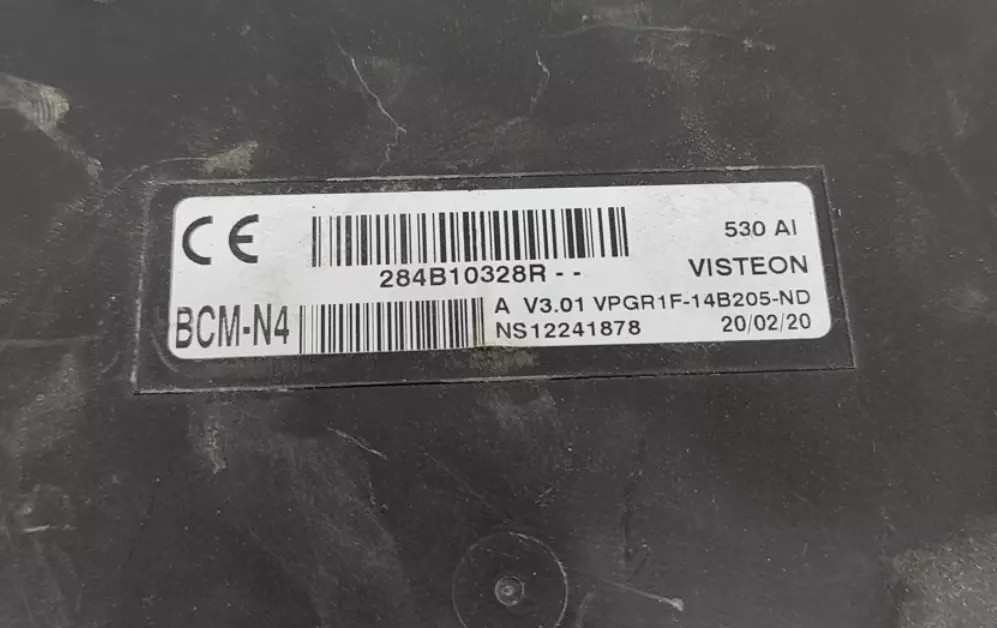 CE
530 AI
284B10328R - -
VISTEON
BCM-N4
A V3.01 VPGR1F-14B205-ND
NS12241878
20/02/20